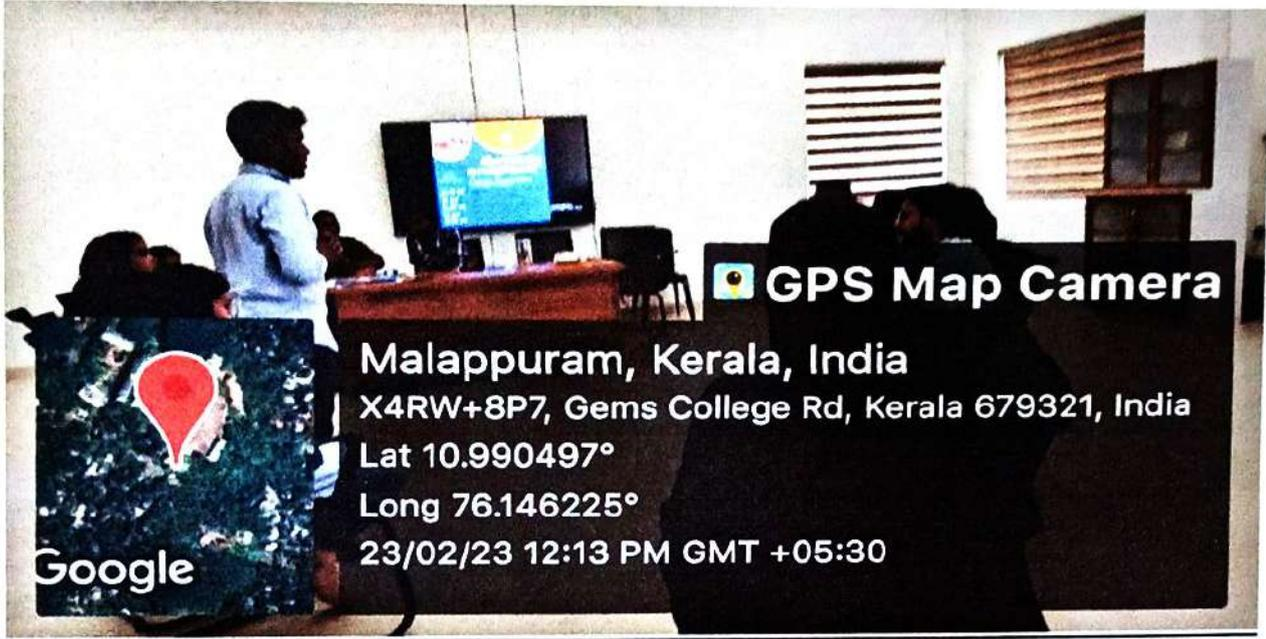 GPS Map Camera
Malappuram, Kerala, India
X4RW+8P7, Gems College Rd, Kerala 679321, India
Lat 10.990497°
Long 76.146225°
23/02/23 12:13 PM GMT +05:30
Google